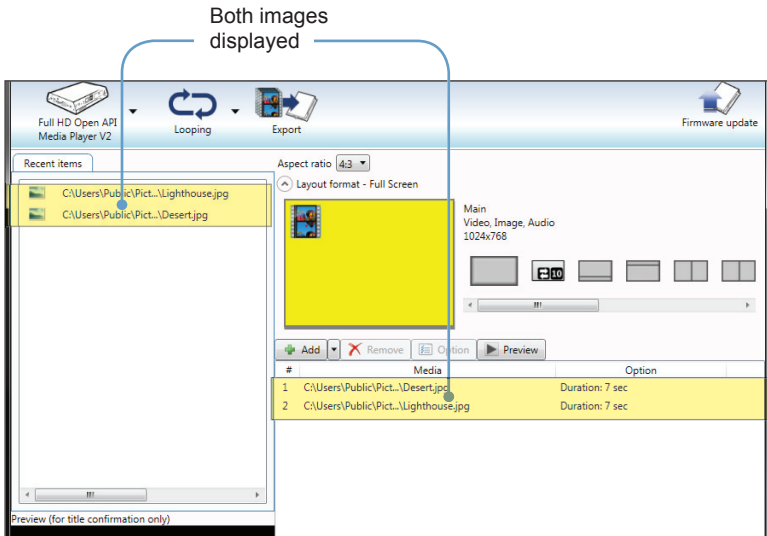 Both images
displayed
Full HD Open API
Media Player V2
Looping
Export
Firmware update
Recent items
C:\Users\Public\Pict...\Lighthouse.jpg
C:\Users\Public\Pict...\Desert.jpg
Aspect ratio 4:3
Layout format - Full Screen
Main
Video, Image, Audio
1024x768
10
Add Remove Option Preview
# Media Option
1 C:\Users\Public\Pict...\Desert.jpg Duration: 7 sec
2 C:\Users\Public\Pict...\Lighthouse.jpg Duration: 7 sec
Preview (for title confirmation only)